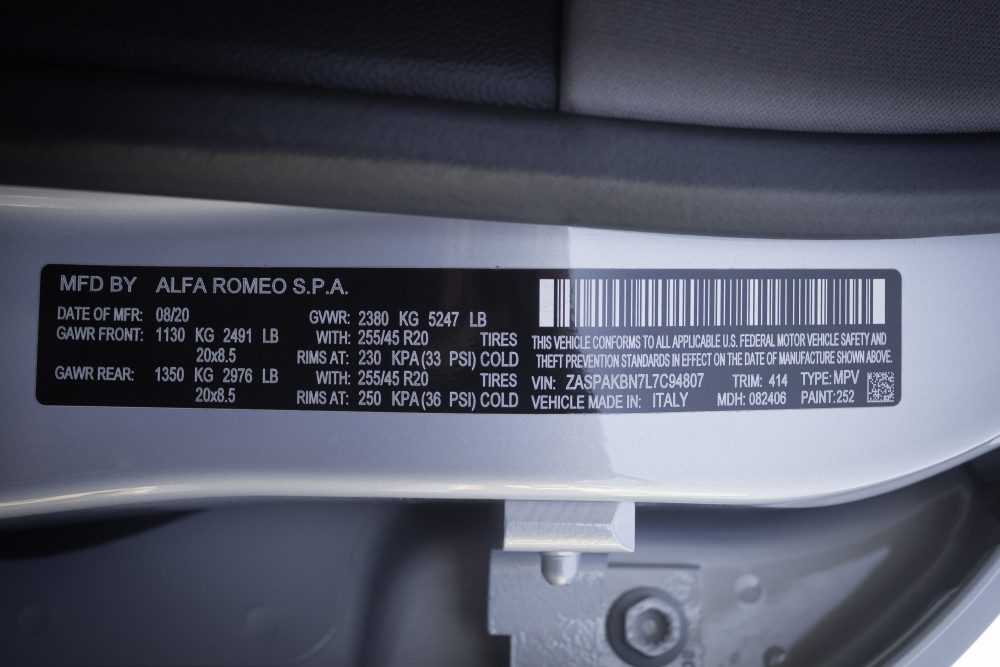 MFD BY ALFA ROMEO S.P.A.
DATE OF MFR: 08/20 GVWR: 2380 KG 5247 LB
GAWR FRONT: 1130 KG 2491 LB WITH: 255/45 R20 TIRES
20x8.5 RIMS AT: 230 KPA (33 PSI) COLD
GAWR REAR: 1350 KG 2976 LB WITH: 255/45 R20 TIRES
20x8.5 RIMS AT: 250 KPA (36 PSI) COLD
THIS VEHICLE CONFORMS TO ALL APPLICABLE U.S. FEDERAL MOTOR VEHICLE SAFETY AND
THEFT PREVENTION STANDARDS IN EFFECT ON THE DATE OF MANUFACTURE SHOWN ABOVE.
VIN: ZASPAKBN7L7C94807 TRIM: 414 TYPE: MPV
VEHICLE MADE IN: ITALY MDH: 082406 PAINT: 252